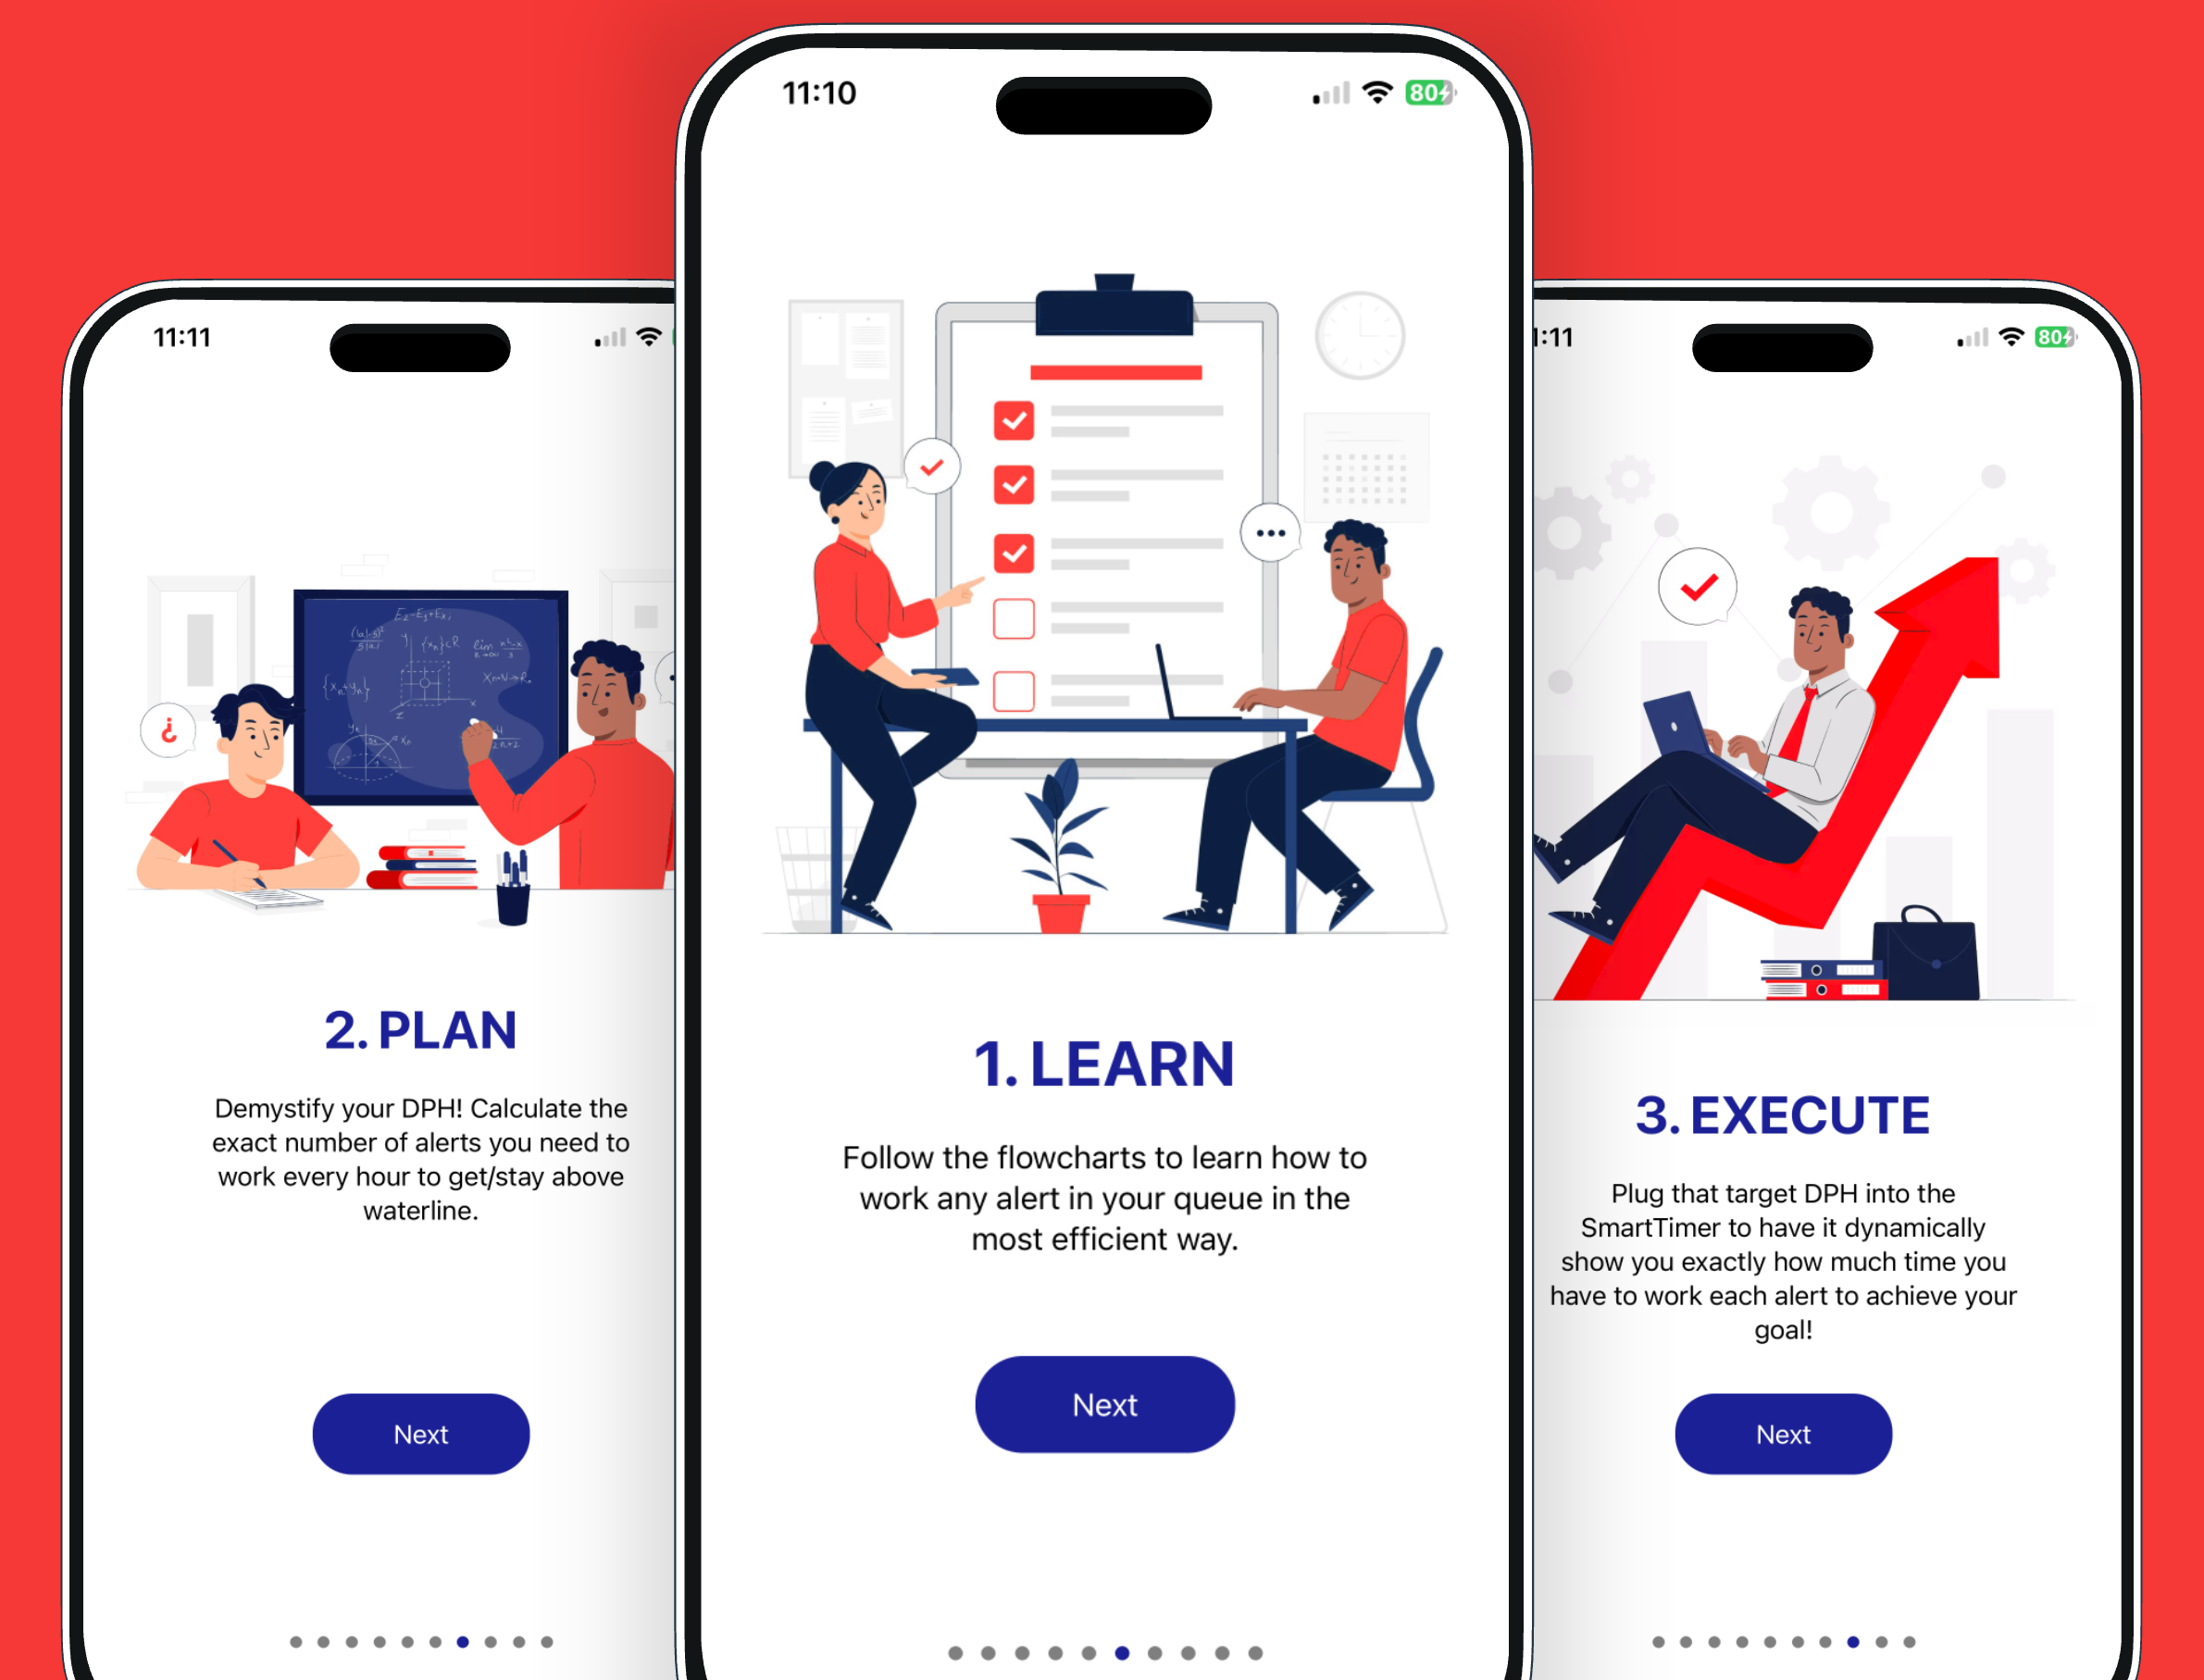 11:10
80
1. LEARN
Follow the flowcharts to learn how to
work any alert in your queue in the
most efficient way.
Next
11:11
¿
2. PLAN
Demystify your DPH! Calculate the
exact number of alerts you need to
work every hour to get/stay above
waterline.
Next
:11
80
3. EXECUTE
Plug that target DPH into the
SmartTimer to have it dynamically
show you exactly how much time you
have to work each alert to achieve your
goal!
Next